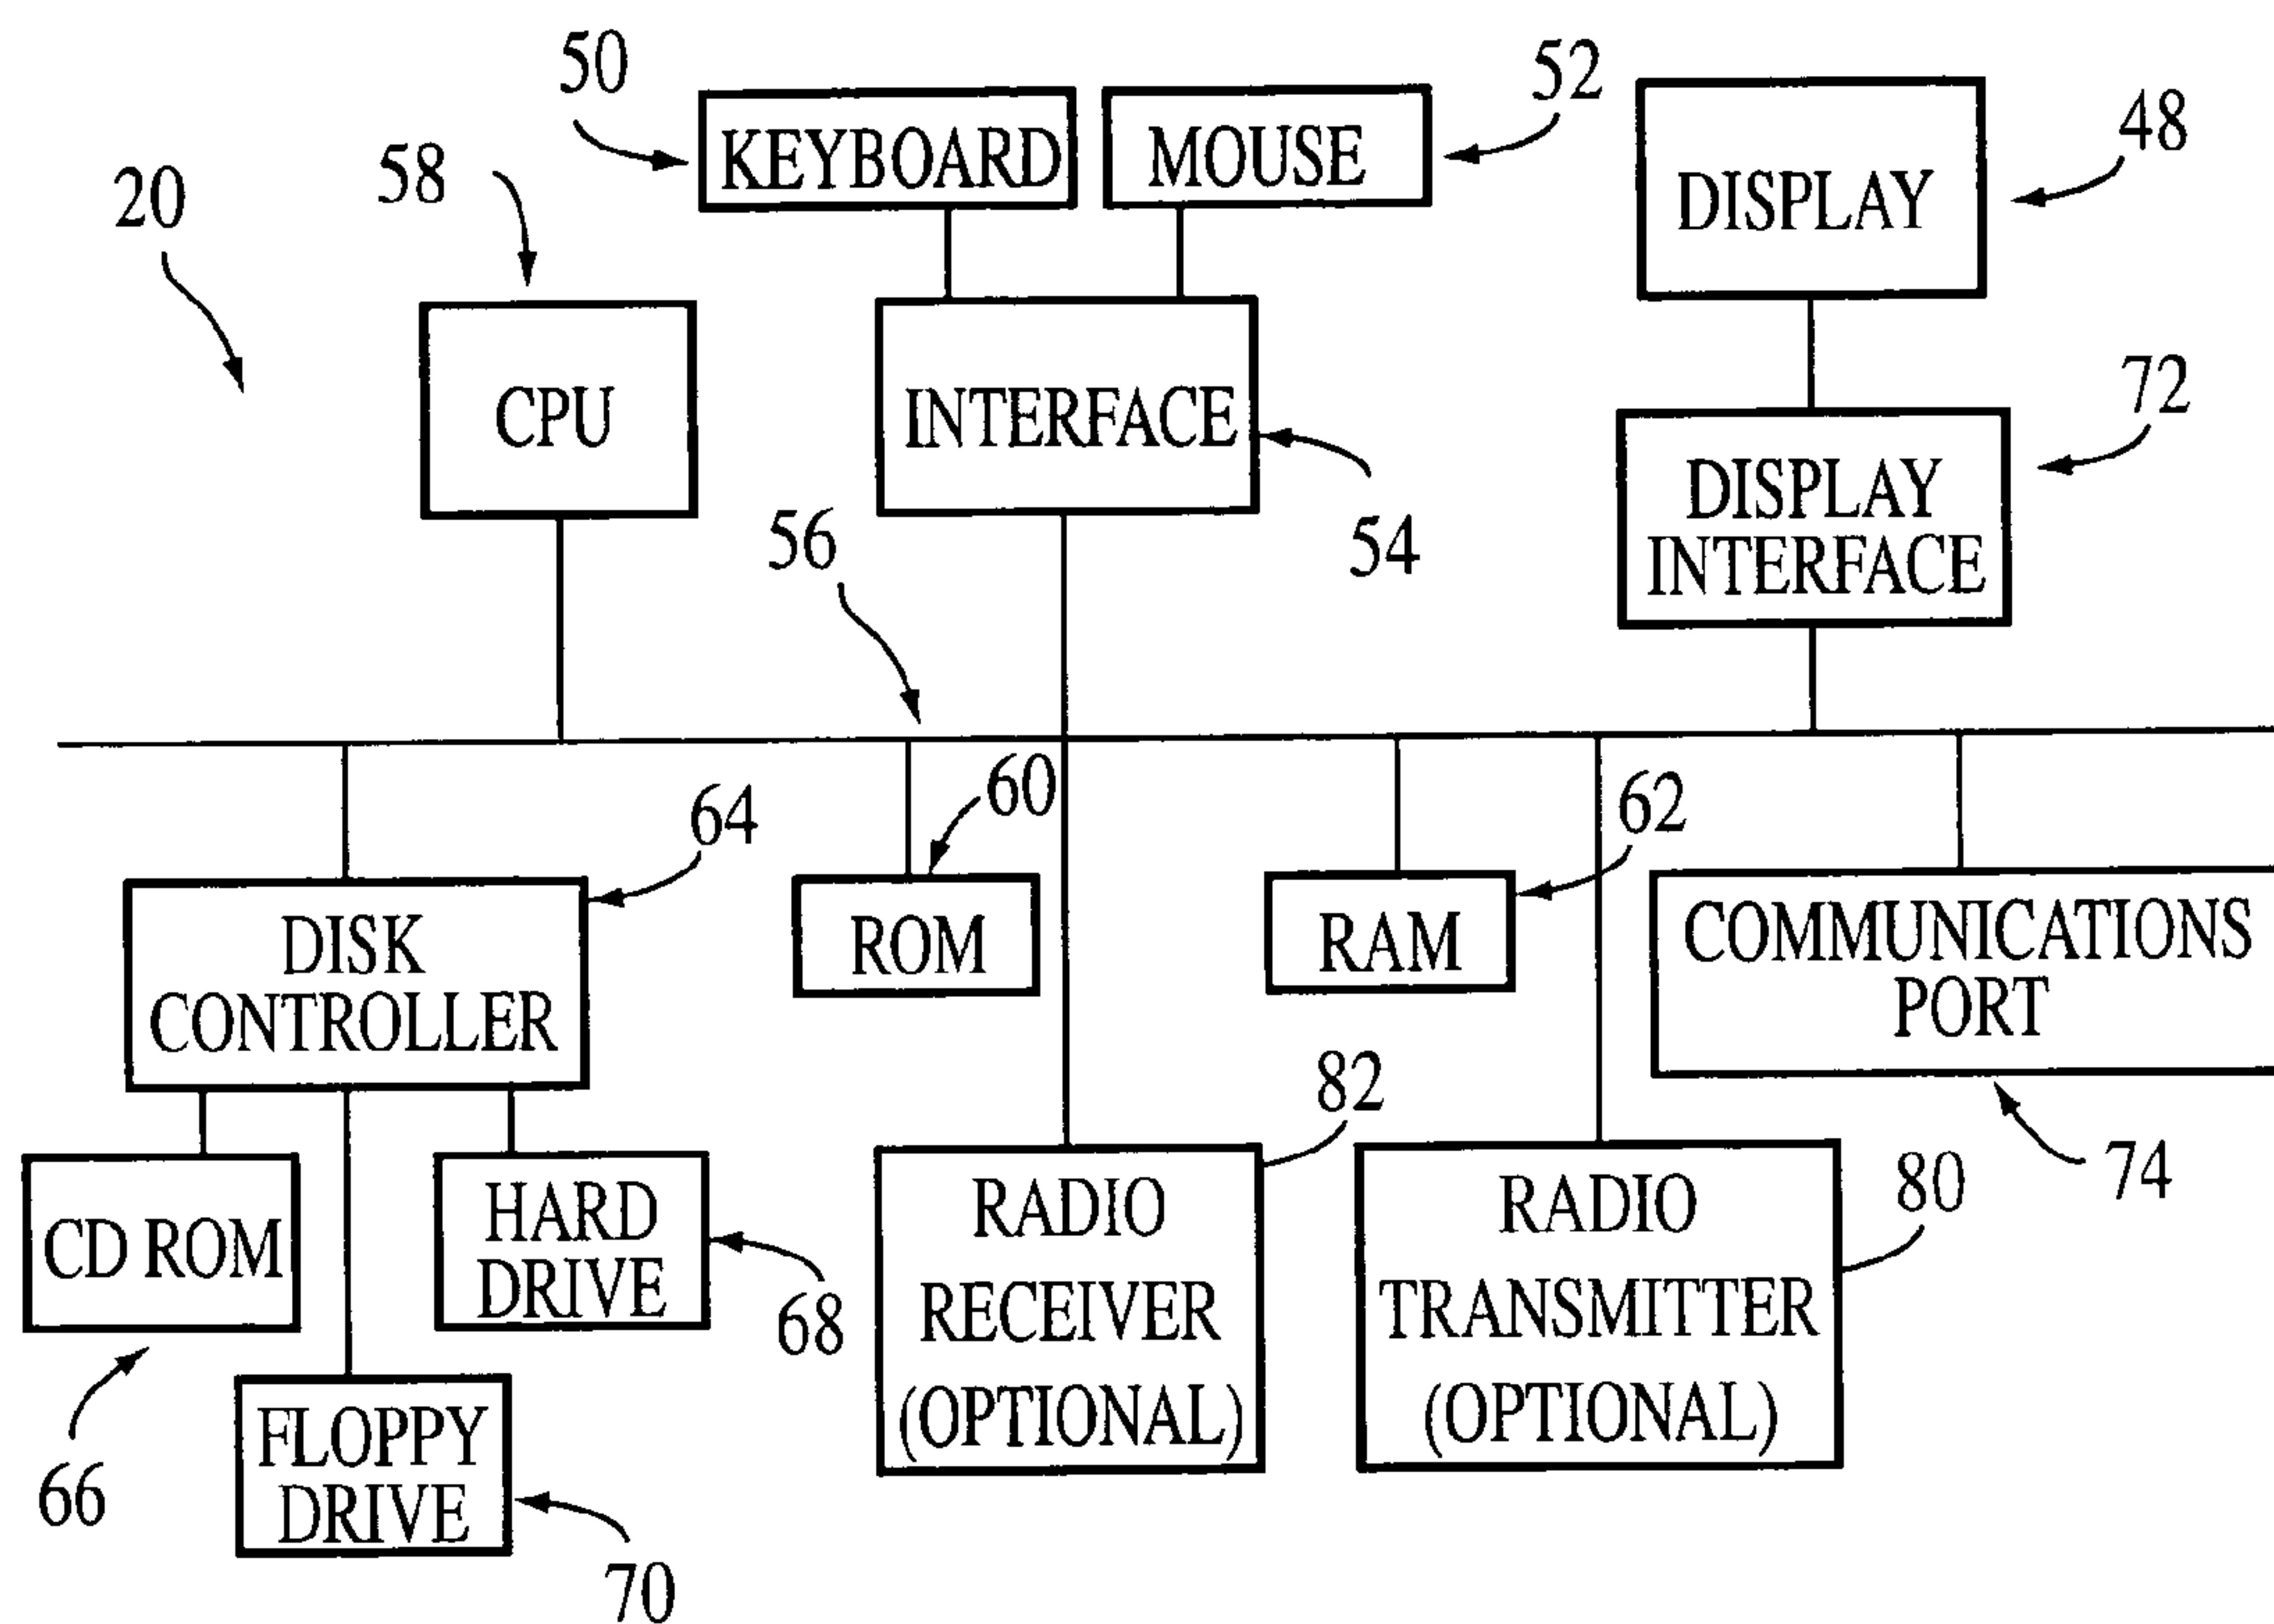 50
KEYBOARD
MOUSE
52
DISPLAY
48
20
58
CPU
INTERFACE
54
72
DISPLAY
INTERFACE
56
64
DISK
CONTROLLER
60
ROM
62
RAM
COMMUNICATIONS
PORT
74
CD ROM
66
HARD
DRIVE
68
FLOPPY
DRIVE
70
82
RADIO
RECEIVER
(OPTIONAL)
RADIO
TRANSMITTER
(OPTIONAL)
80